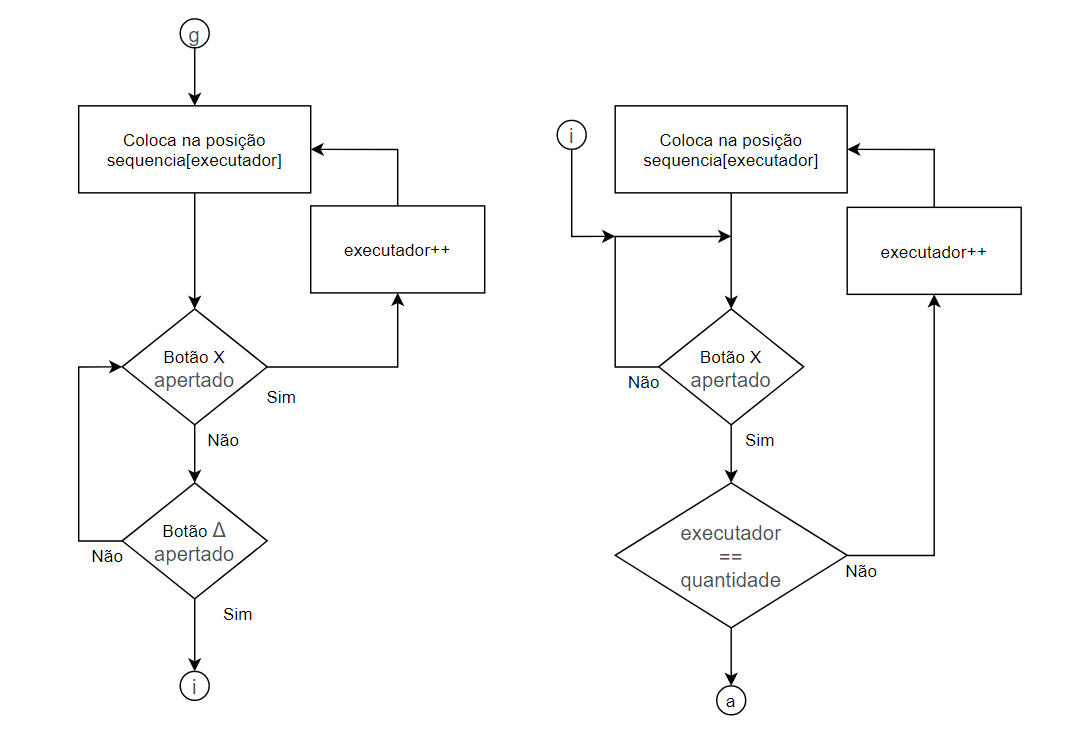 g
Coloca na posição
sequencia[executador]
executador++
Botão X
apertado
Sim
Não
Botão Δ
apertado
Não
Sim
i
i
Coloca na posição
sequencia[executador]
executador++
Botão X
apertado
Não
Sim
executador
==
quantidade
Não
a